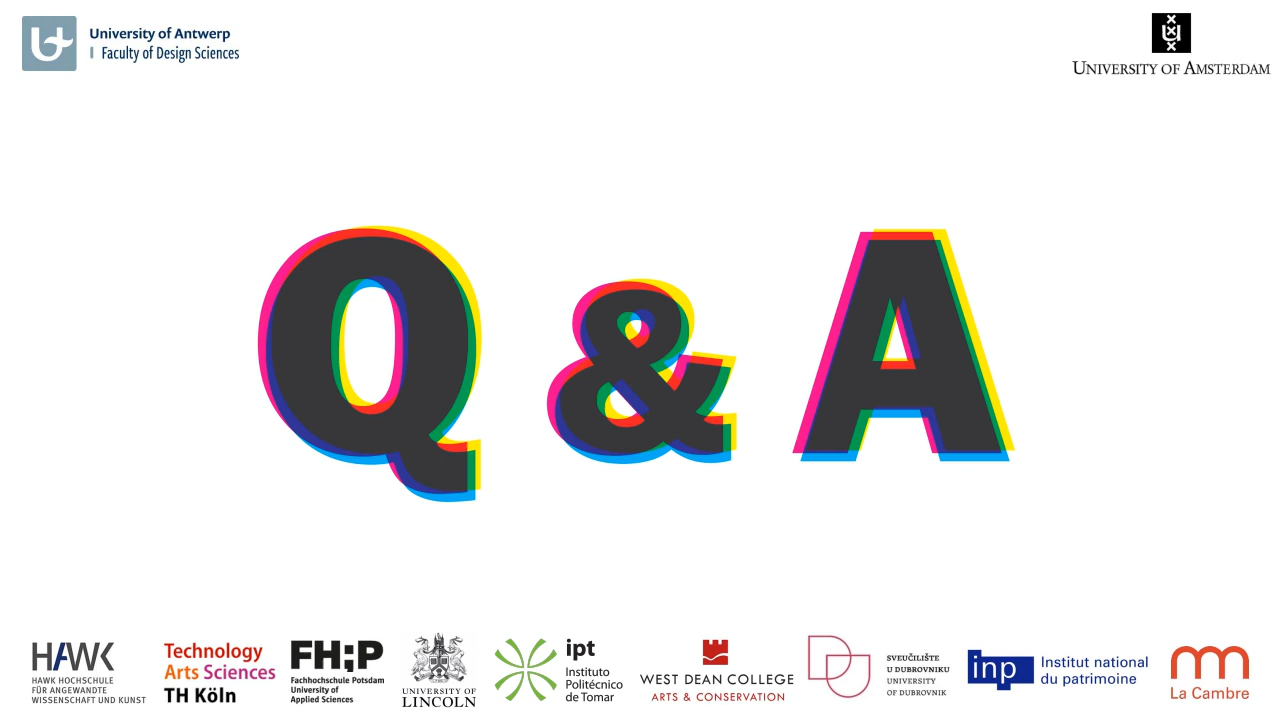 University of Antwerp
Faculty of Design Sciences
UNIVERSITY OF AMSTERDAM
Q & A
HAWK
HAWK HOCHSCHULE
FÜR ANGEWANDTE
WISSENSCHAFT UND KUNST
Technology
Arts Sciences
TH Köln
FH;P
Fachhochschule Potsdam
University of
Applied Sciences
UNIVERSITY OF
LINCOLN
ipt
Instituto
Politécnico
de Tomar
WEST DEAN COLLEGE
ARTS & CONSERVATION
SVEUČILIŠTE
U DUBROVNIKU
UNIVERSITY
OF DUBROVNIK
inp
Institut national
du patrimoine
La Cambre